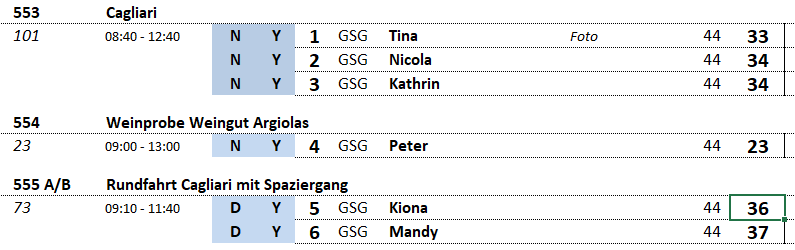 553 Cagliari
101 08:40 - 12:40 N Y 1 GSG Tina Foto 44 33
N Y 2 GSG Nicola 44 34
N Y 3 GSG Kathrin 44 34
554 Weinprobe Weingut Argiolas
23 09:00 - 13:00 N Y 4 GSG Peter 44 23
555 A/B Rundfahrt Cagliari mit Spaziergang
73 09:10 - 11:40 D Y 5 GSG Kiona 44 36
D Y 6 GSG Mandy 44 37